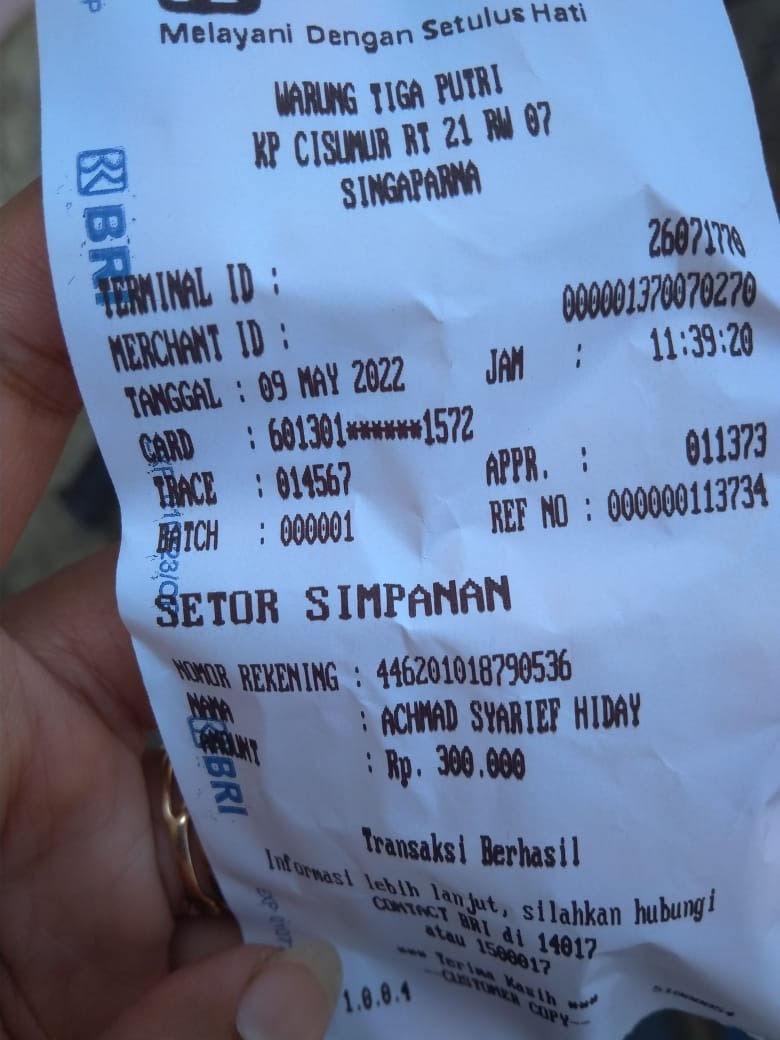 Melayani Dengan Setulus Hati
WARUNG TIGA PUTRI
KP CISUMUR RT 21 RW 07
SINGAPARNA
TERMINAL ID : 26071770
MERCHANT ID : 000001370070270
TANGGAL : 09 MAY 2022 JAM : 11:39:20
CARD : 601301******1572
TRACE : 014567 APPR. : 011373
BATCH : 000001 REF NO : 000000113734
SETOR SIMPANAN
NOMOR REKENING : 446201018790536
NAMA : ACHMAD SYARIEF HIDAY
AMOUNT : Rp. 300.000
Transaksi Berhasil
Informasi lebih lanjut, silahkan hubungi
CONTACT BRI di 14017
atau 1500017
*** Terima Kasih ***
--CUSTOMER COPY--
1.0.0.4
BRI
BRI